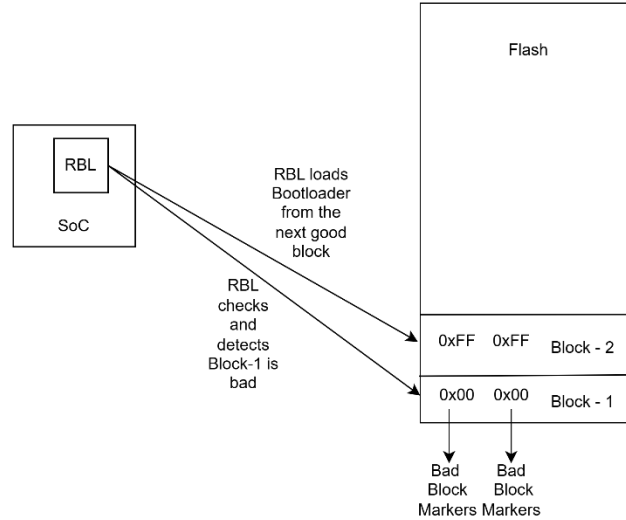 Flash
RBL
SoC
RBL loads
Bootloader
from the
next good
block
RBL
checks
and
detects
Block-1 is
bad
0xFF 0xFF Block - 2
0x00 0x00 Block - 1
Bad
Block
Markers
Bad
Block
Markers